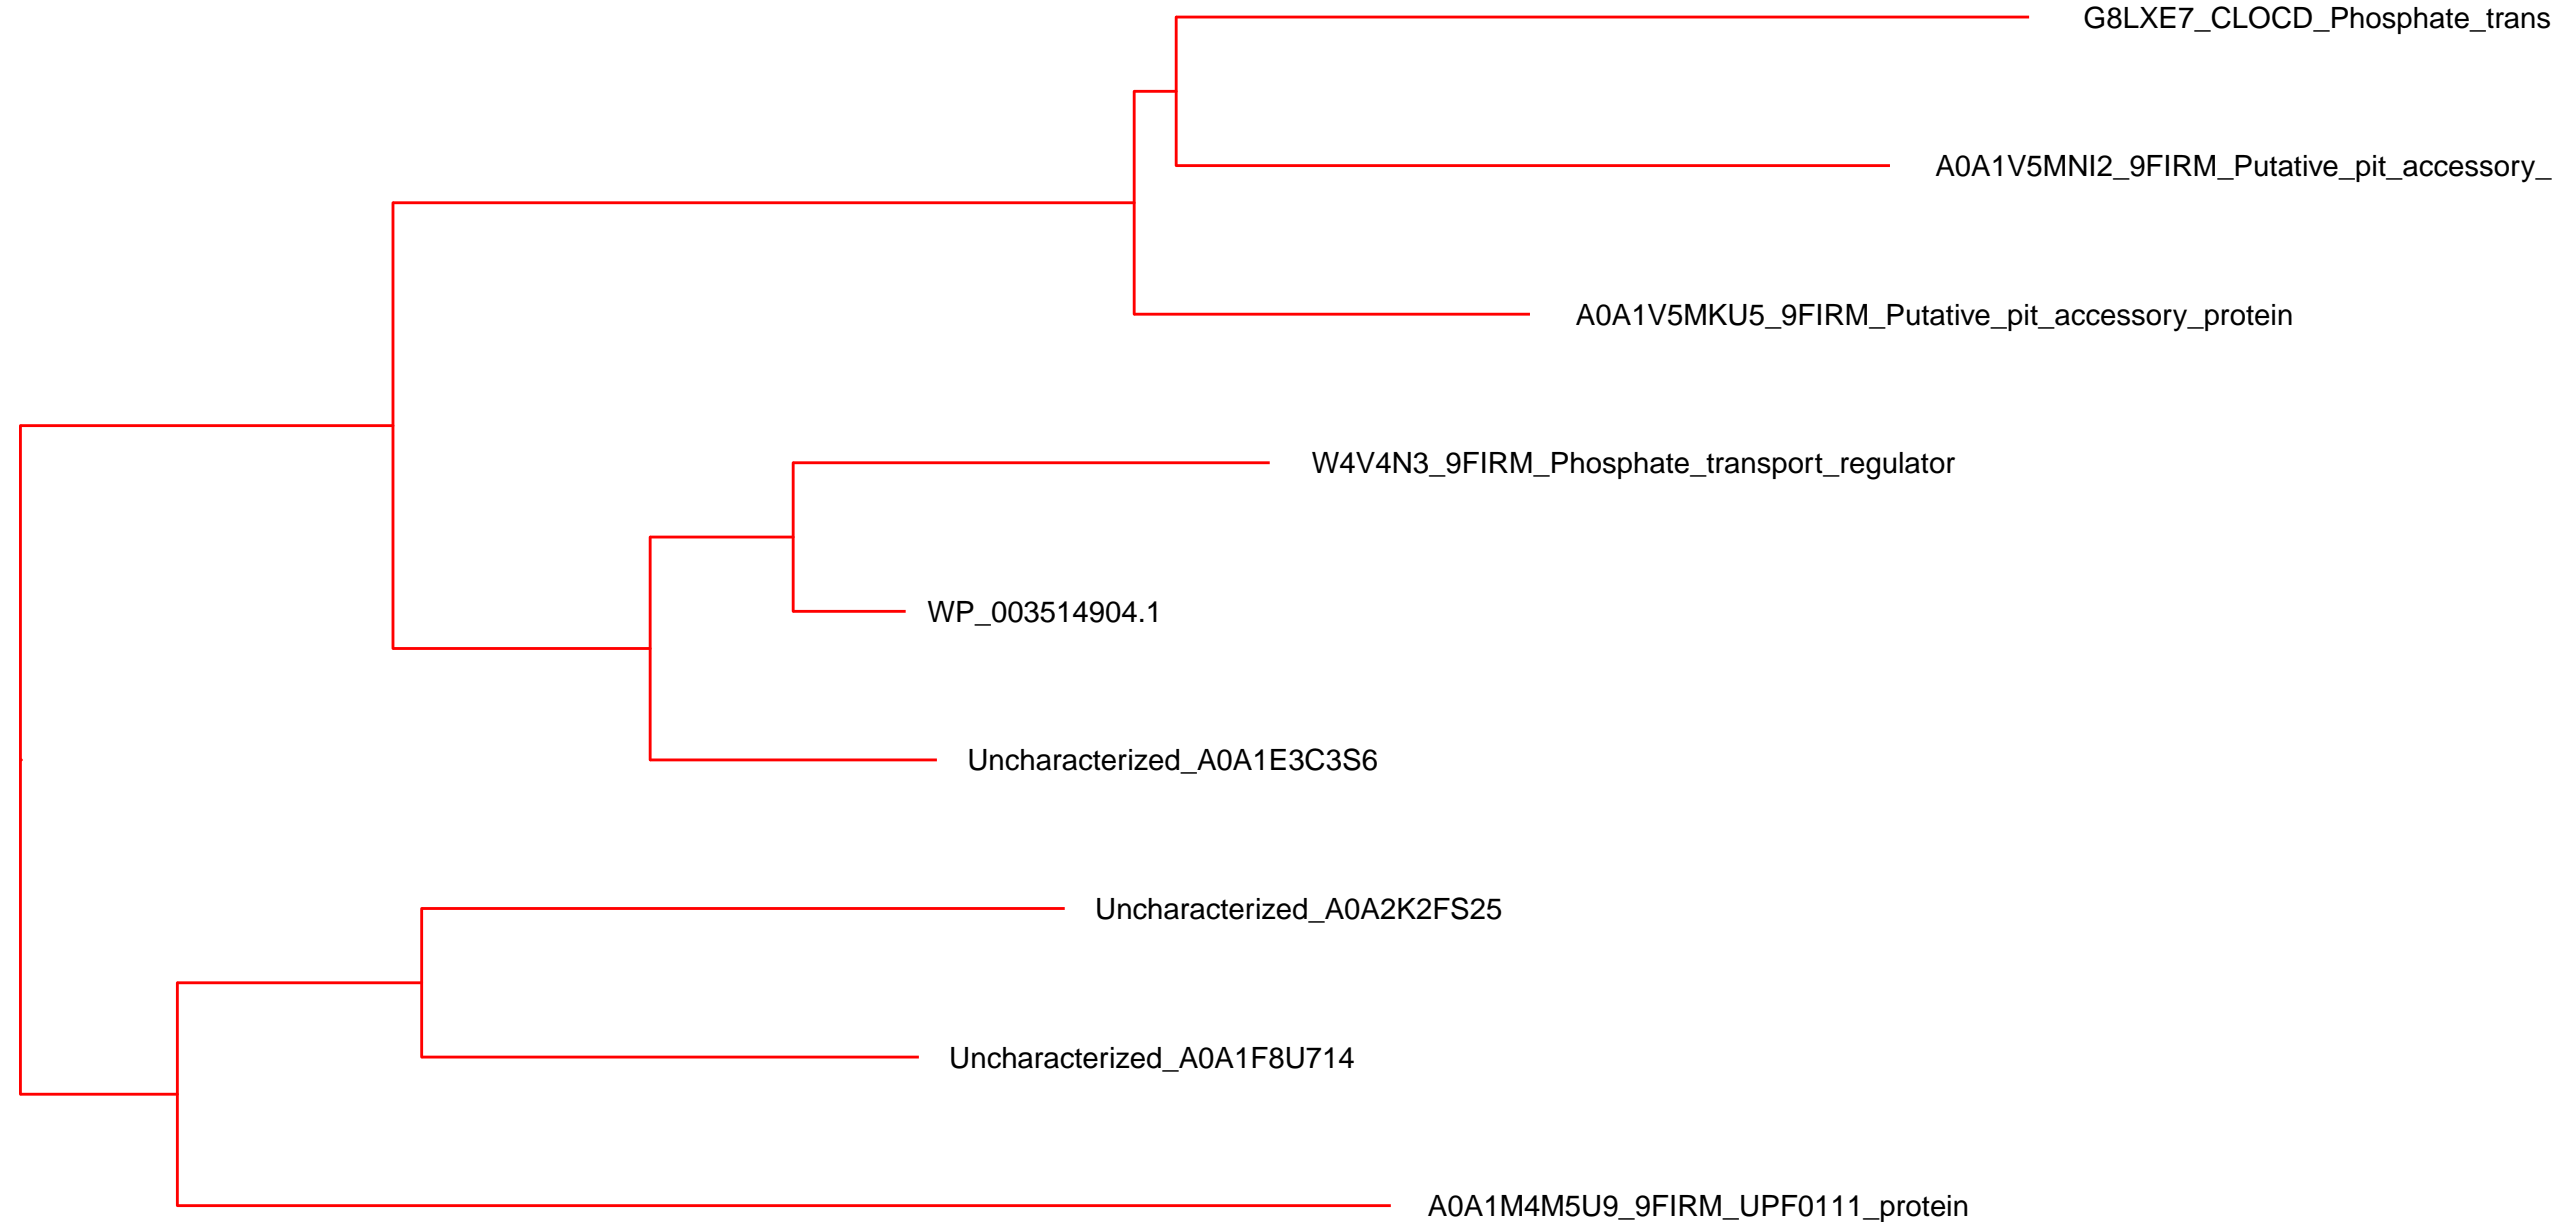 G8LXE7_CLOCD_Phosphate_trans
A0A1V5MNI2_9FIRM_Putative_pit_accessory_
A0A1V5MKU5_9FIRM_Putative_pit_accessory_protein
W4V4N3_9FIRM_Phosphate_transport_regulator
WP_003514904.1
Uncharacterized_A0A1E3C3S6
Uncharacterized_A0A2K2FS25
Uncharacterized_A0A1F8U714
A0A1M4M5U9_9FIRM_UPF0111_protein